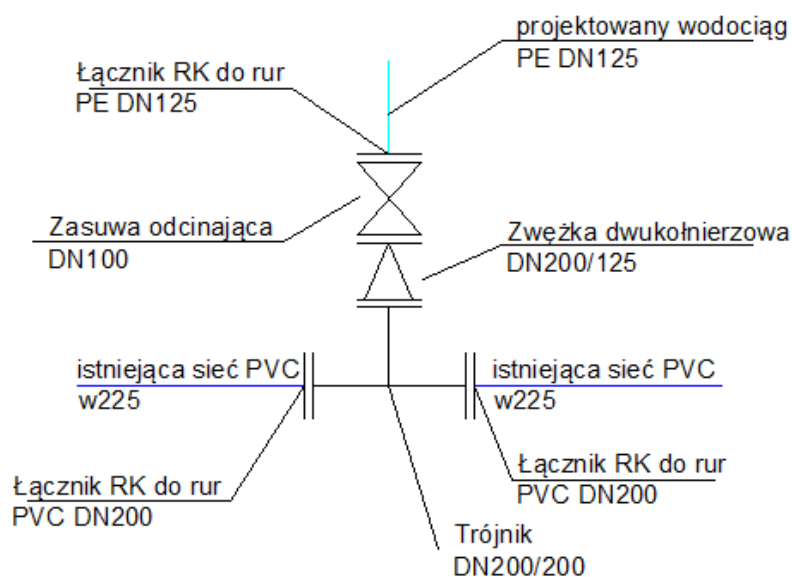 projektowany wodociąg
PE DN125
Łącznik RK do rur
PE DN125
Zasuwa odcinająca
DN100
Zwężka dwukołnierzowa
DN200/125
istniejąca sieć PVC
w225
istniejąca sieć PVC
w225
Łącznik RK do rur
PVC DN200
Łącznik RK do rur
PVC DN200
Trójnik
DN200/200